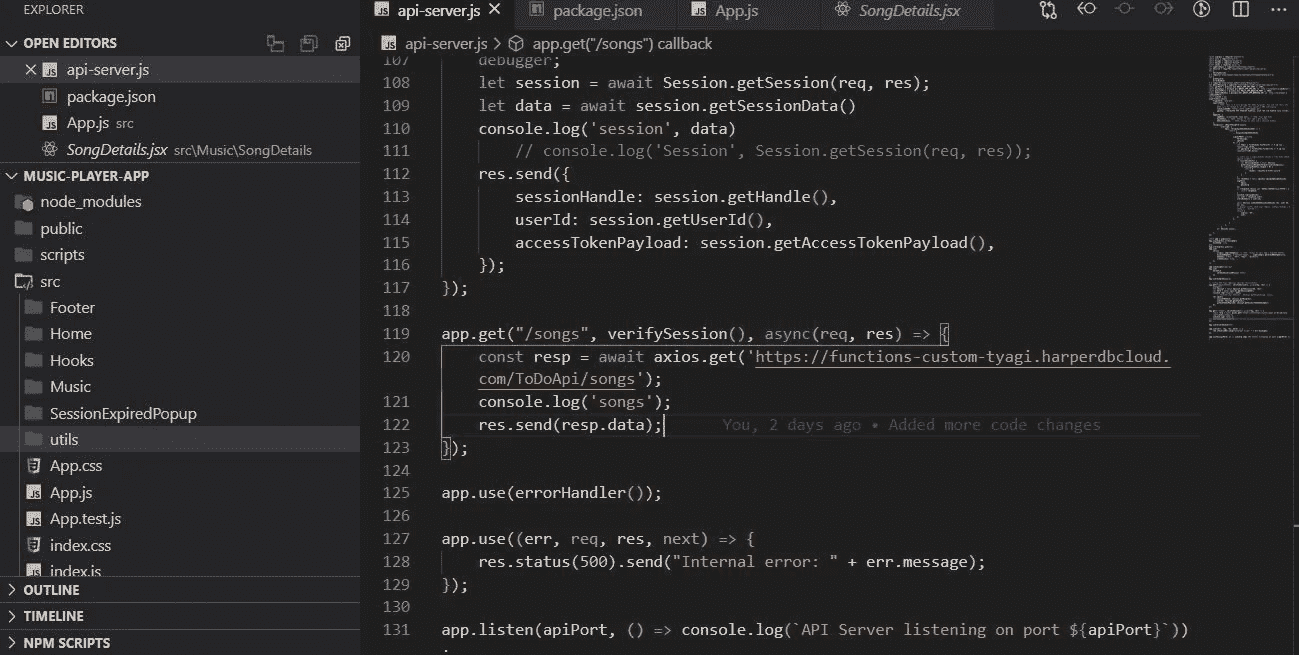 EXPLORER
OPEN EDITORS
api-server.js
package.json
App.js src
SongDetails.jsx src\Music\SongDetails
MUSIC-PLAYER-APP
node_modules
public
scripts
src
Footer
Home
Hooks
Music
SessionExpiredPopup
utils
App.css
App.js
App.test.js
index.css
index.js
OUTLINE
TIMELINE
NPM SCRIPTS
api-server.js package.json App.js SongDetails.jsx
api-server.js > app.get("/songs") callback
107 debugger;
108 let session = await Session.getSession(req, res);
109 let data = await session.getSessionData()
110 console.log('session', data)
111 // console.log('Session', Session.getSession(req, res));
112 res.send({
113 sessionHandle: session.getHandle(),
114 userId: session.getUserId(),
115 accessTokenPayload: session.getAccessTokenPayload(),
116 });
117 });
118
119 app.get("/songs", verifySession(), async(req, res) => {
120 const resp = await axios.get('https://functions-custom-tyagi.harperdbcloud.
com/ToDoApi/songs');
121 console.log('songs');
122 res.send(resp.data); You, 2 days ago • Added more code changes
123 });
124
125 app.use(errorHandler());
126
127 app.use((err, req, res, next) => {
128 res.status(500).send("Internal error: " + err.message);
129 });
130
131 app.listen(apiPort, () => console.log(`API Server listening on port ${apiPort}`))
;